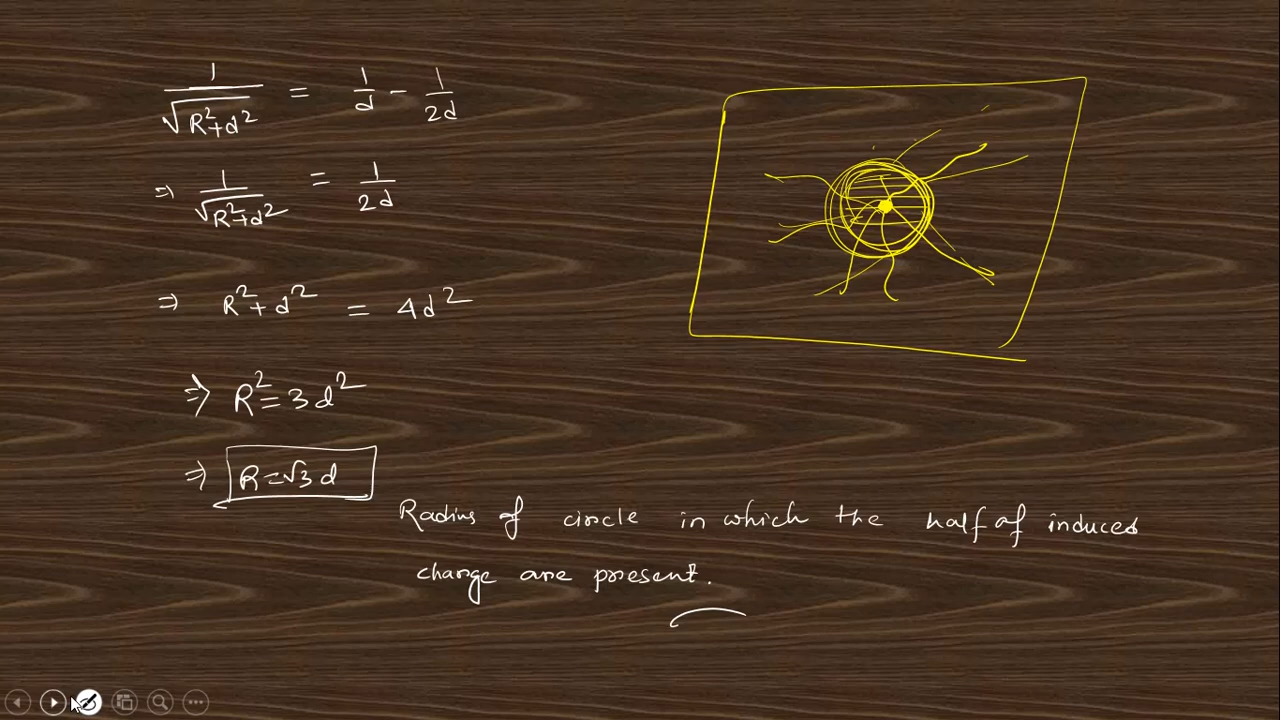 1/√(R²+d²) = 1/d - 1/2d
⇒ 1/√(R²+d²) = 1/2d
⇒ R²+d² = 4d²
⇒ R² = 3d²
⇒ R=√3 d
Radius of circle in which the half of induced
charge are present.